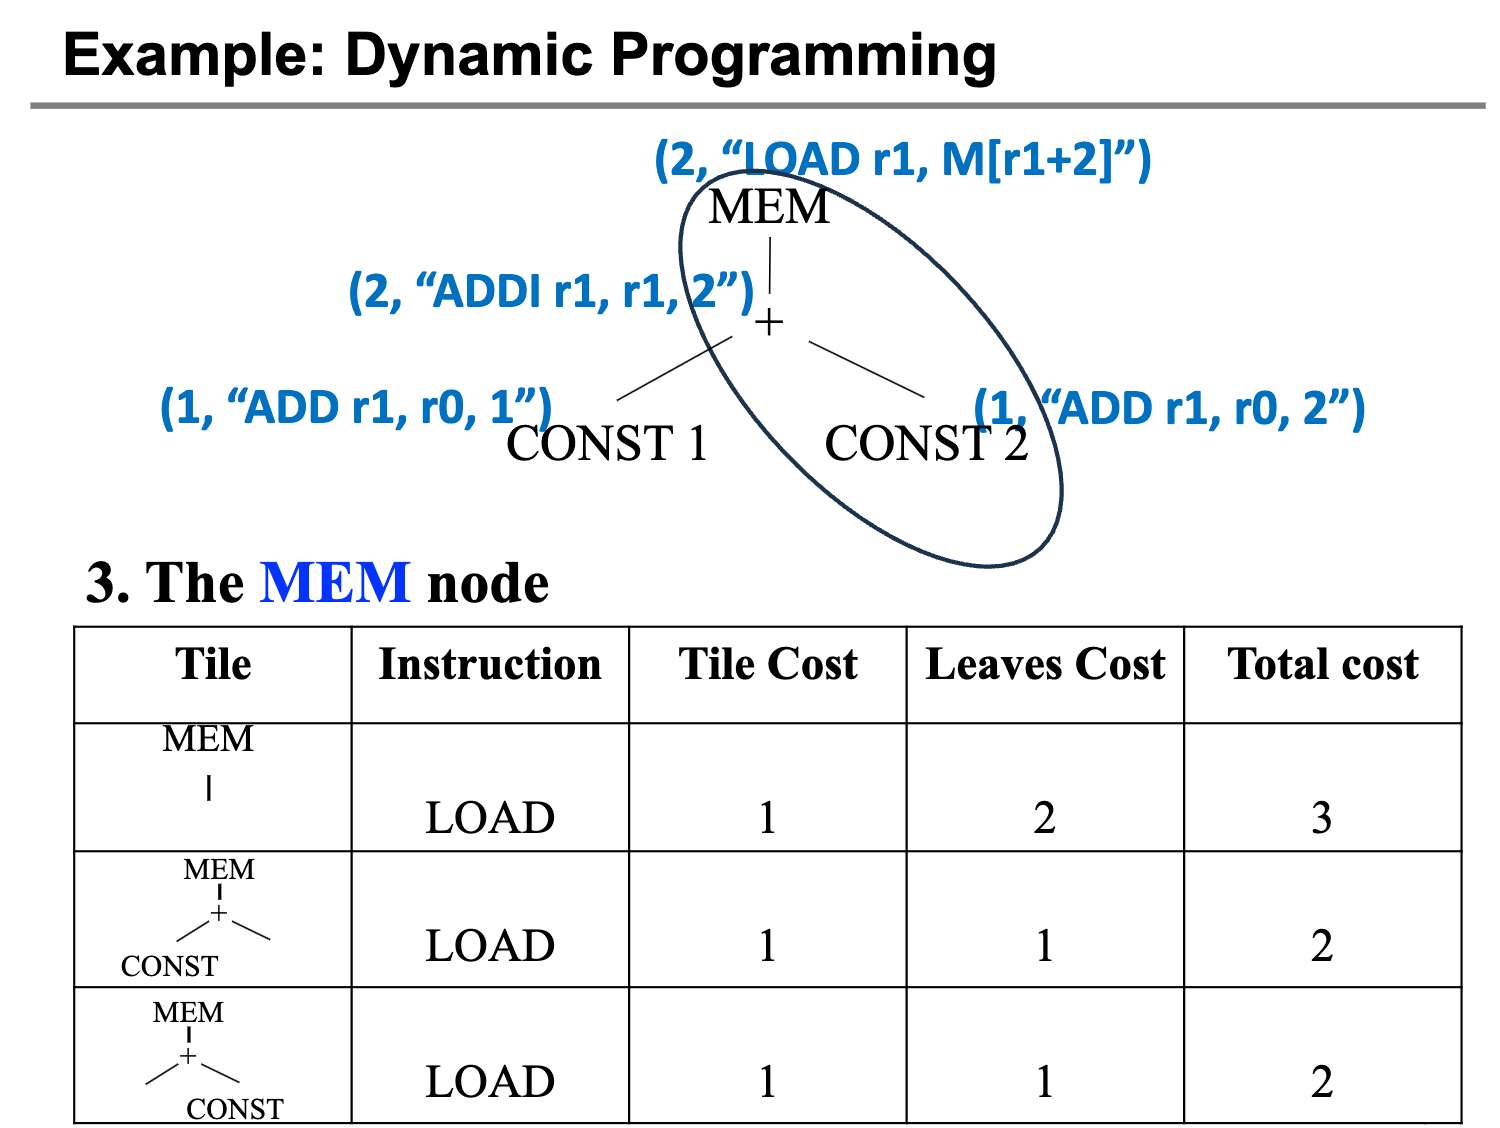 Example: Dynamic Programming
(2, “LOAD r1, M[r1+2]”)
MEM
(2, “ADDI r1, r1, 2”)
+
(1, “ADD r1, r0, 1”)
(1, “ADD r1, r0, 2”)
CONST 1
CONST 2
3. The MEM node
Tile Instruction Tile Cost Leaves Cost Total cost
MEM
LOAD 1 2 3
MEM
+
LOAD 1 1 2
CONST
MEM
+
LOAD 1 1 2
CONST